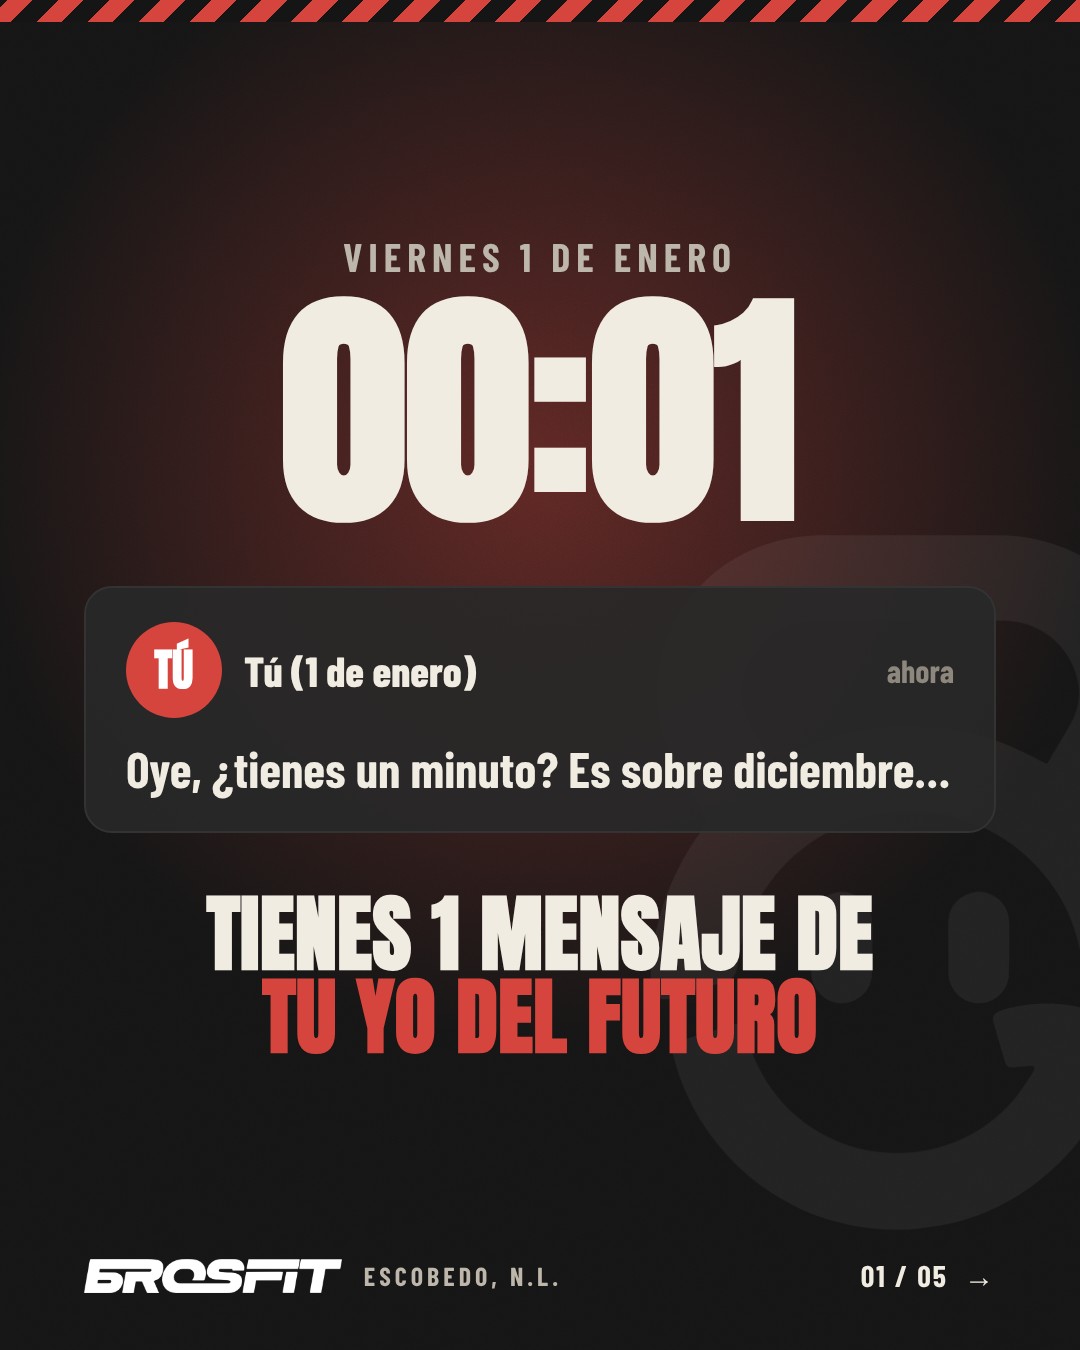 VIERNES 1 DE ENERO
00:01
TÚ
Tú (1 de enero)
ahora
Oye, ¿tienes un minuto? Es sobre diciembre...
TIENES 1 MENSAJE DE
TU YO DEL FUTURO
BROSFIT
ESCOBEDO, N.L.
01 / 05 →